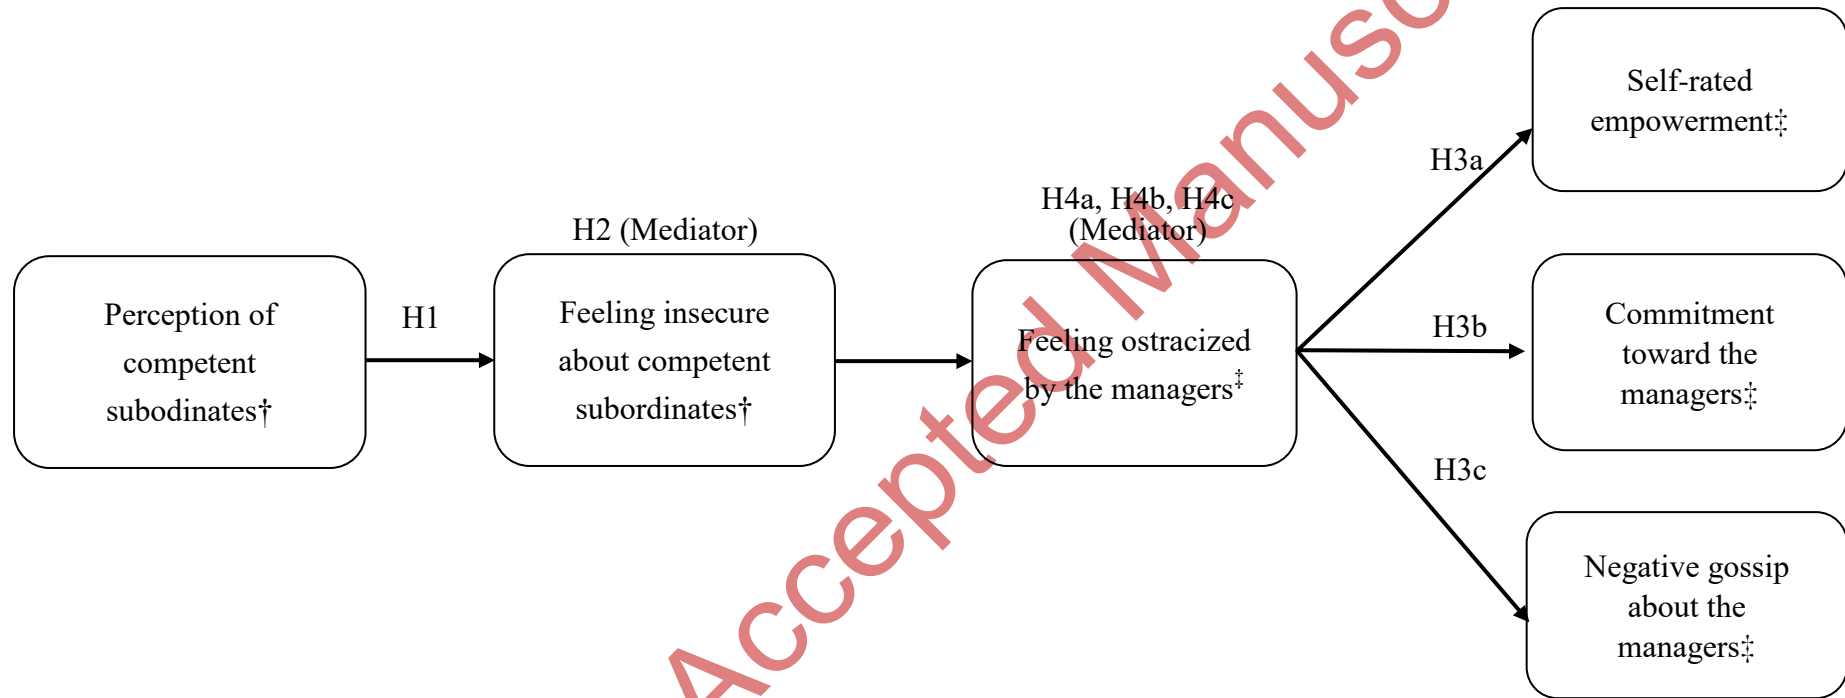 Perception of
competent
subodinates†
H1
H2 (Mediator)
Feeling insecure
about competent
subordinates†
H4a, H4b, H4c
(Mediator)
Feeling ostracized
by the managers‡
H3a
Self-rated
empowerment‡
H3b
Commitment
toward the
managers‡
H3c
Negative gossip
about the
managers‡
Accepted Manusc